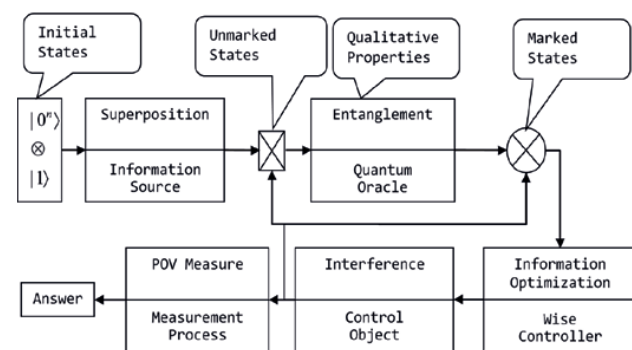 Initial
States
Unmarked
States
Qualitative
Properties
Marked
States
|0ⁿ⟩
⊗
|1⟩
Superposition
Information
Source
Entanglement
Quantum
Oracle
POV Measure
Measurement
Process
Interference
Control
Object
Information
Optimization
Wise
Controller
Answer